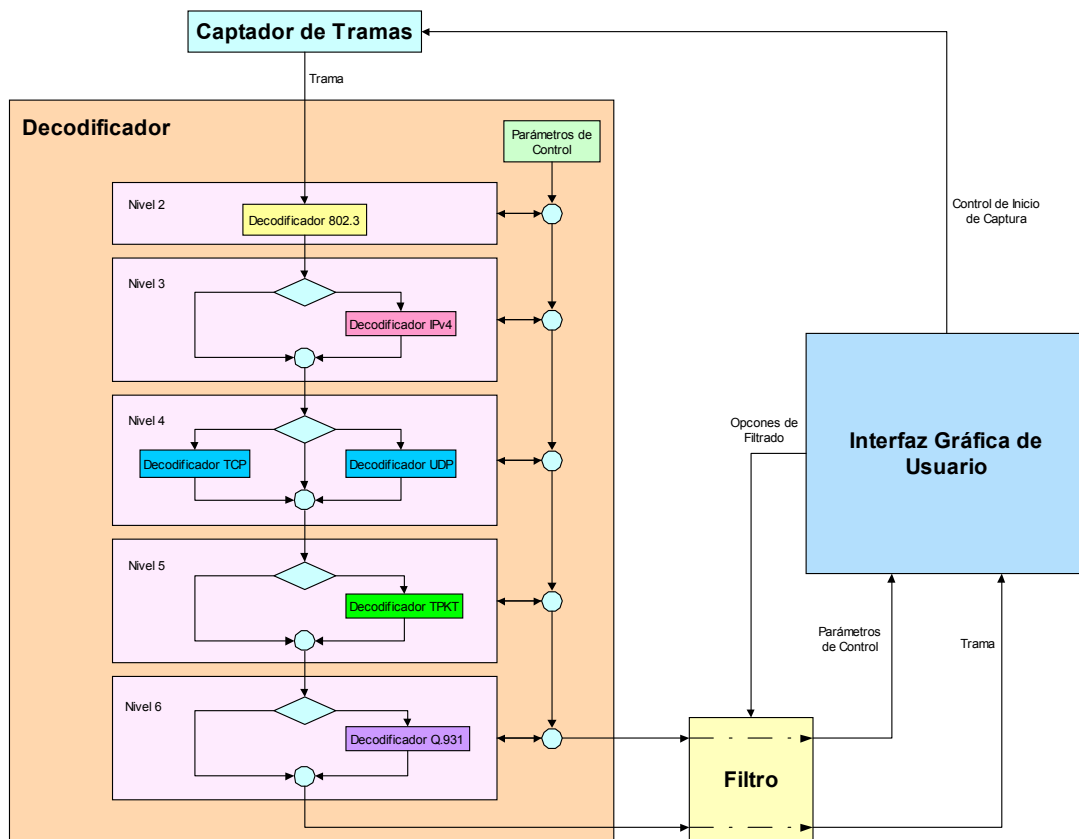 Captador de Tramas
Trama
Decodificador
Parámetros de
Control
Nivel 2
Decodificador 802.3
Control de Inicio
de Captura
Nivel 3
Decodificador IPv4
Nivel 4
Decodificador TCP
Decodificador UDP
Opcones de
Filtrado
Interfaz Gráfica de
Usuario
Nivel 5
Decodificador TPKT
Parámetros
de Control
Trama
Nivel 6
Decodificador Q.931
Filtro